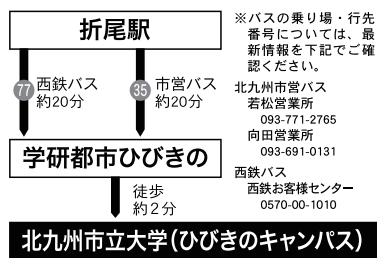 折尾駅
77
西鉄バス
約20分
35
市営バス
約20分
学研都市ひびきの
徒歩
約2分
北九州市立大学(ひびきのキャンパス)
※バスの乗り場・行先
番号については、最
新情報を下記でご確
認ください。
北九州市営バス
若松営業所
093-771-2765
向田営業所
093-691-0131
西鉄バス
西鉄お客様センター
0570-00-1010